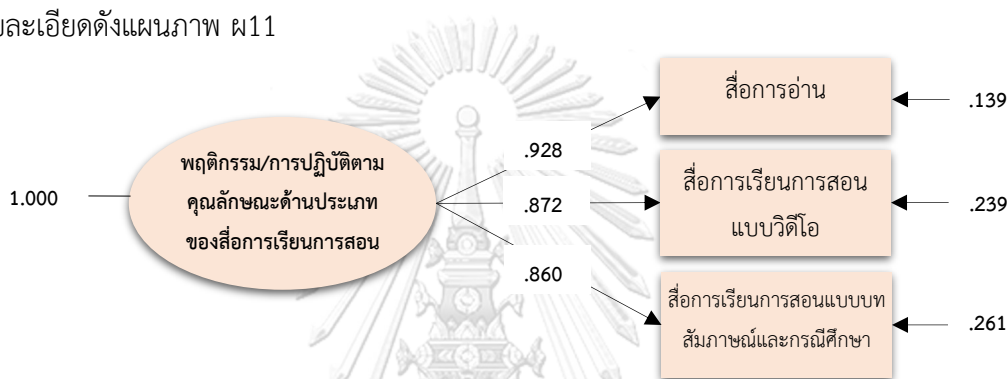 ละเอียดดังแผนภาพ ผ11
สื่อการอ่าน
.139
.928
พฤติกรรม/การปฏิบัติตาม
คุณลักษณะด้านประเภท
ของสื่อการเรียนการสอน
1.000
.872
สื่อการเรียนการสอน
แบบวิดีโอ
.239
.860
สื่อการเรียนการสอนแบบบท
สัมภาษณ์และกรณีศึกษา
.261